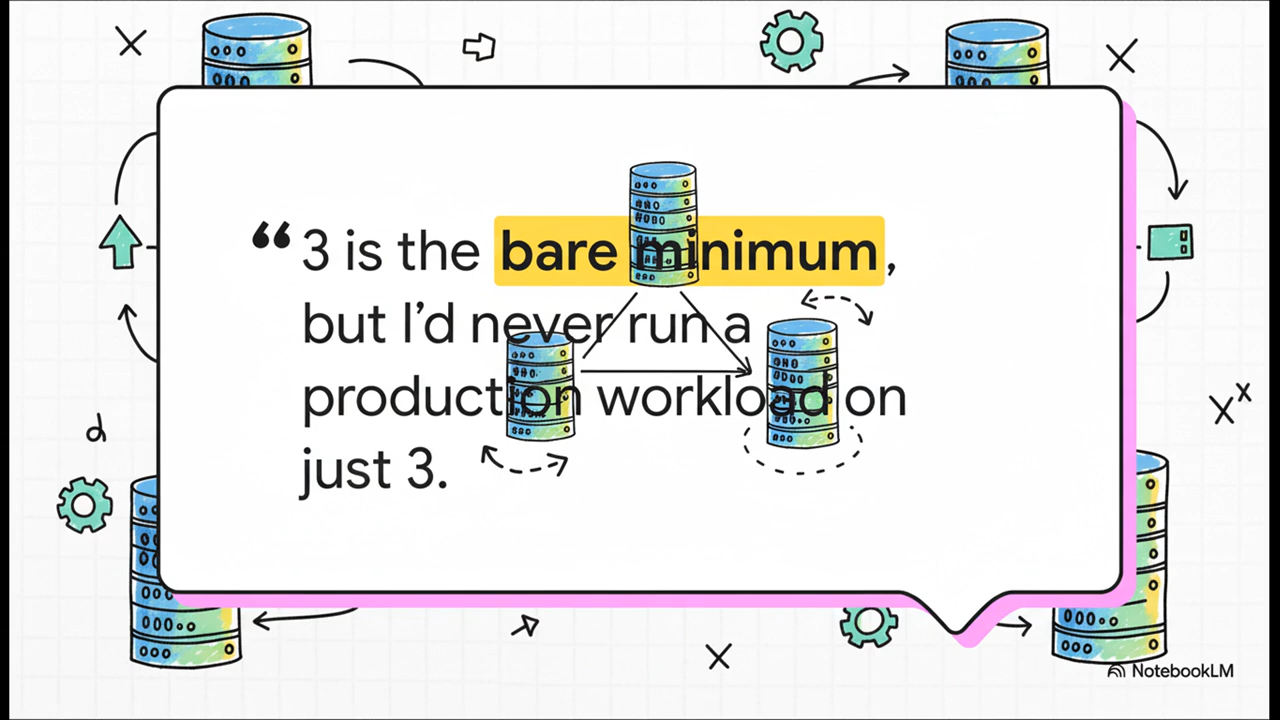 “ 3 is the bare minimum,
but I’d never run a
production workload on
just 3.
NotebookLM